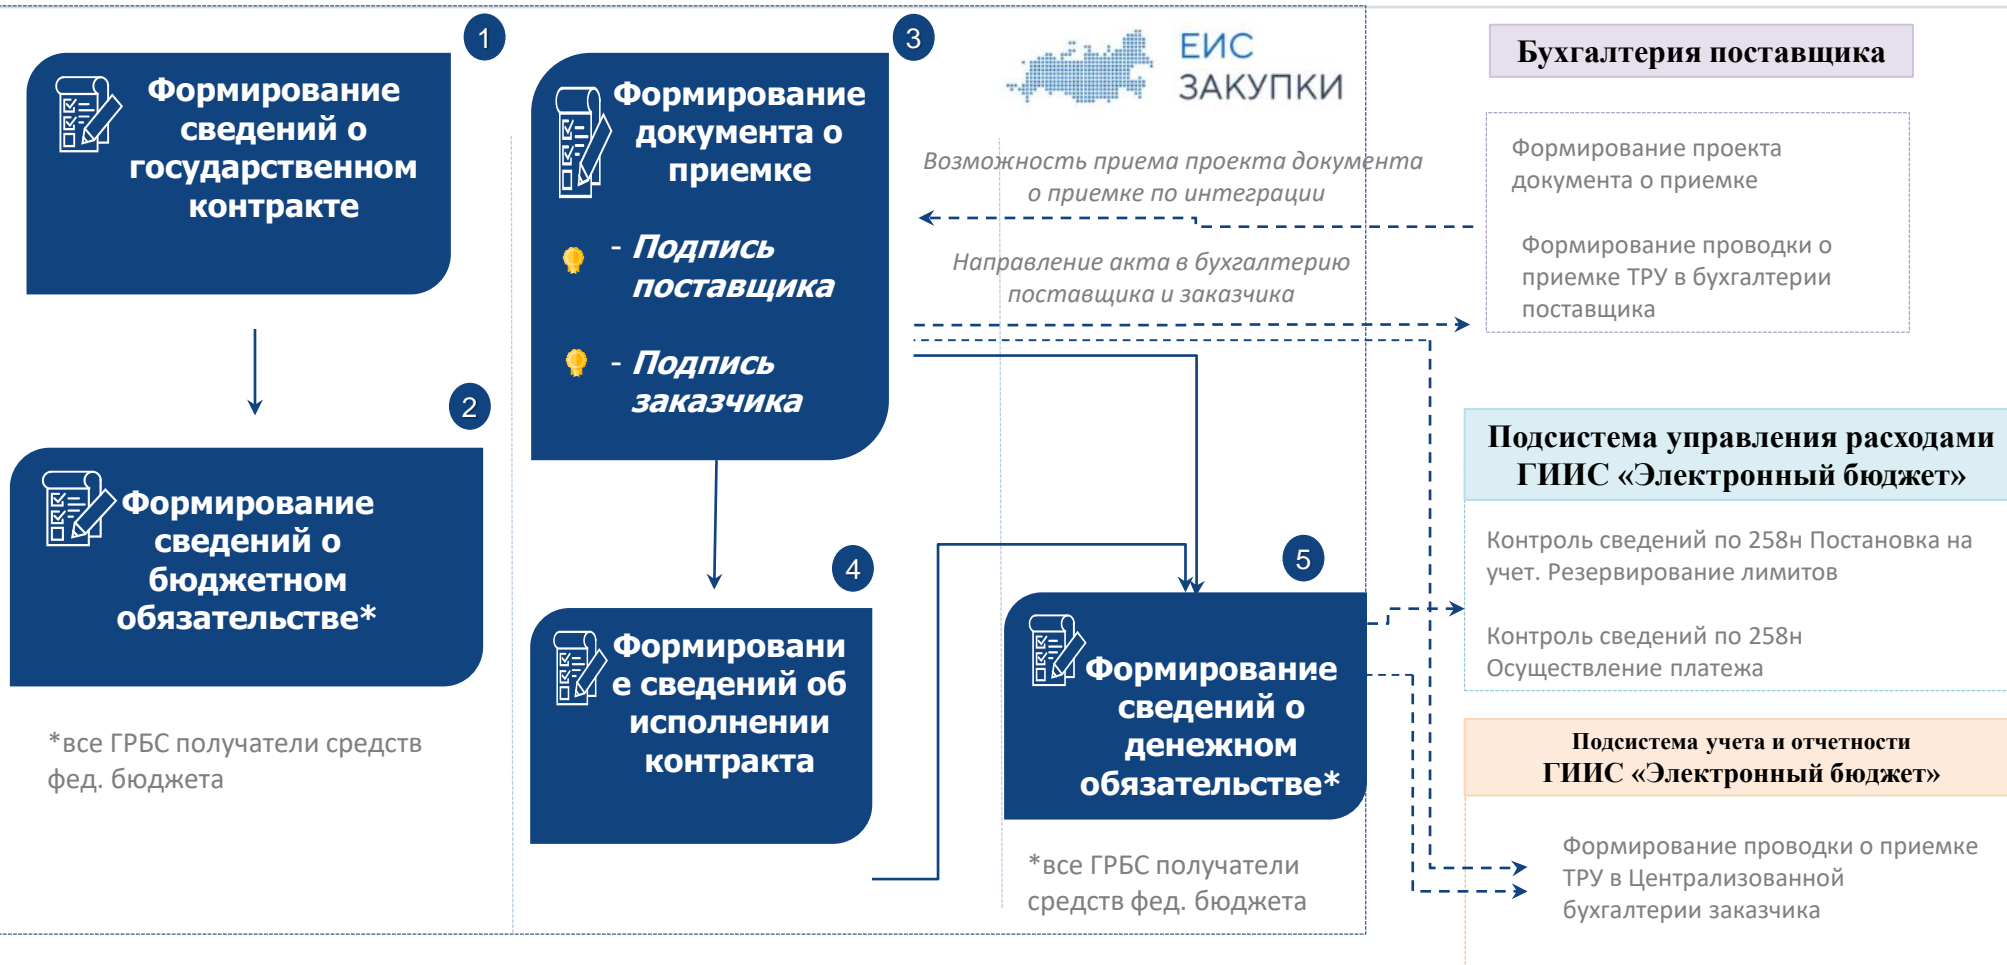 1
Формирование
сведений о
государственном
контракте
2
Формирование
сведений о
бюджетном
обязательстве*
*все ГРБС получатели средств
фед. бюджета
3
Формирование
документа о
приемке
- Подпись
поставщика
- Подпись
заказчика
4
Формировани
е сведений об
исполнении
контракта
ЕИС
ЗАКУПКИ
Возможность приема проекта документа
о приемке по интеграции
Направление акта в бухгалтерию
поставщика и заказчика
5
Формирование
сведений о
денежном
обязательстве*
*все ГРБС получатели
средств фед. бюджета
Бухгалтерия поставщика
Формирование проекта
документа о приемке
Формирование проводки о
приемке ТРУ в бухгалтерии
поставщика
Подсистема управления расходами
ГИИС «Электронный бюджет»
Контроль сведений по 258н Постановка на
учет. Резервирование лимитов
Контроль сведений по 258н
Осуществление платежа
Подсистема учета и отчетности
ГИИС «Электронный бюджет»
Формирование проводки о приемке
ТРУ в Централизованной
бухгалтерии заказчика